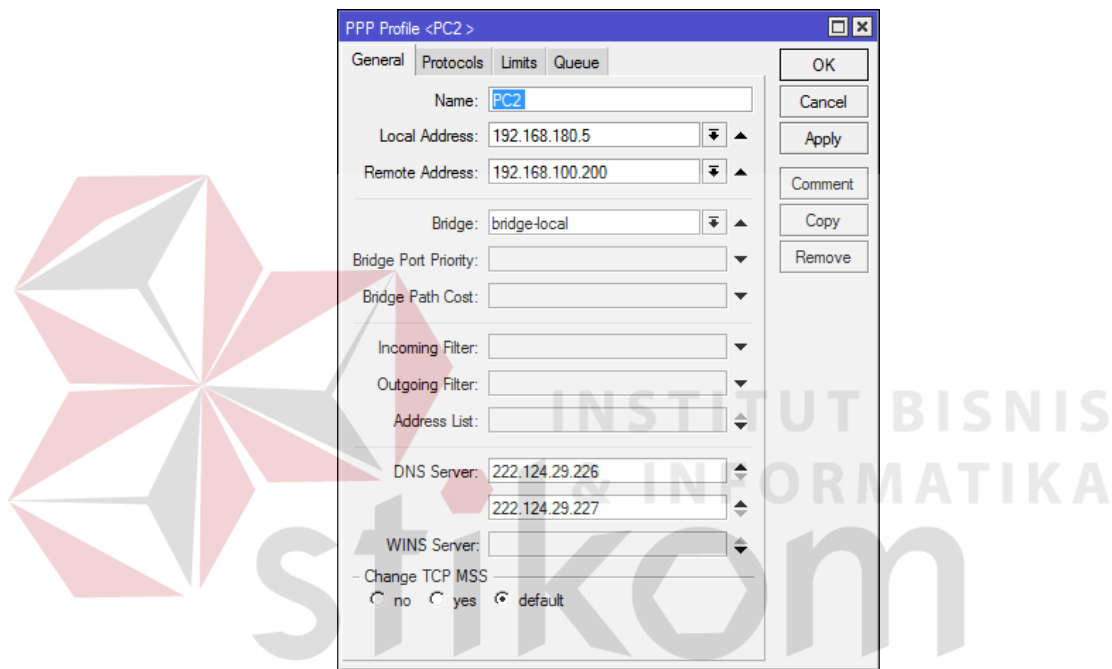 PPP Profile <PC2 >
General Protocols Limits Queue
Name: PC2
Local Address: 192.168.180.5
Remote Address: 192.168.100.200
Bridge: bridge-local
Bridge Port Priority:
Bridge Path Cost:
Incoming Filter:
Outgoing Filter:
Address List:
DNS Server: 222.124.29.226
222.124.29.227
WINS Server:
Change TCP MSS
no yes default
OK
Cancel
Apply
Comment
Copy
Remove
INSTITUT BISNIS
& INFORMATIKA
stikom